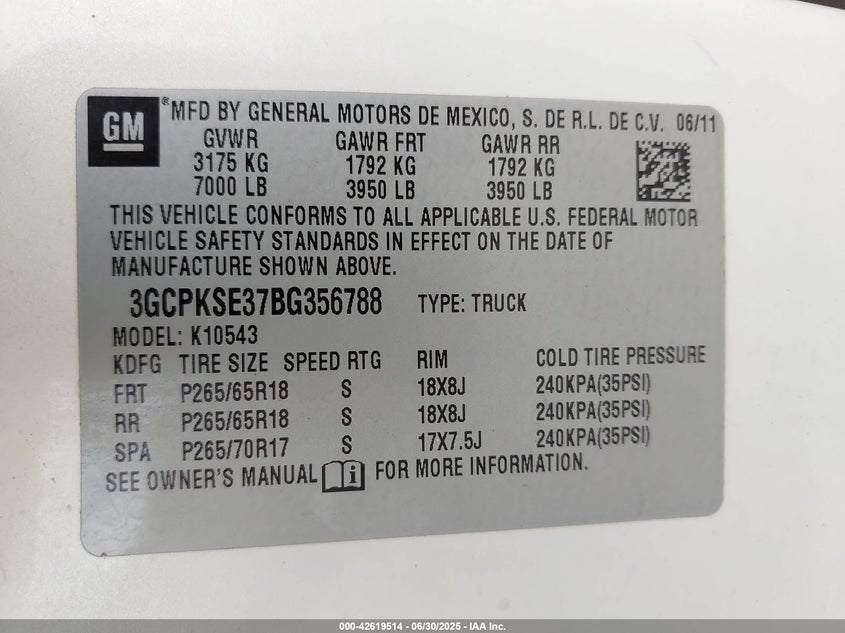 GM ® MFD BY GENERAL MOTORS DE MEXICO, S. DE R.L. DE C.V. 06/11
GVWR GAWR FRT GAWR RR
3175 KG 1792 KG 1792 KG
7000 LB 3950 LB 3950 LB
THIS VEHICLE CONFORMS TO ALL APPLICABLE U.S. FEDERAL MOTOR
VEHICLE SAFETY STANDARDS IN EFFECT ON THE DATE OF
MANUFACTURE SHOWN ABOVE.
3GCPKSE37BG356788 TYPE: TRUCK
MODEL: K10543
KDFG TIRE SIZE SPEED RTG RIM COLD TIRE PRESSURE
FRT P265/65R18 S 18X8J 240KPA(35PSI)
RR P265/65R18 S 18X8J 240KPA(35PSI)
SPA P265/70R17 S 17X7.5J 240KPA(35PSI)
SEE OWNER'S MANUAL i FOR MORE INFORMATION.
000-42619514 - 06/30/2025 - IAA Inc.